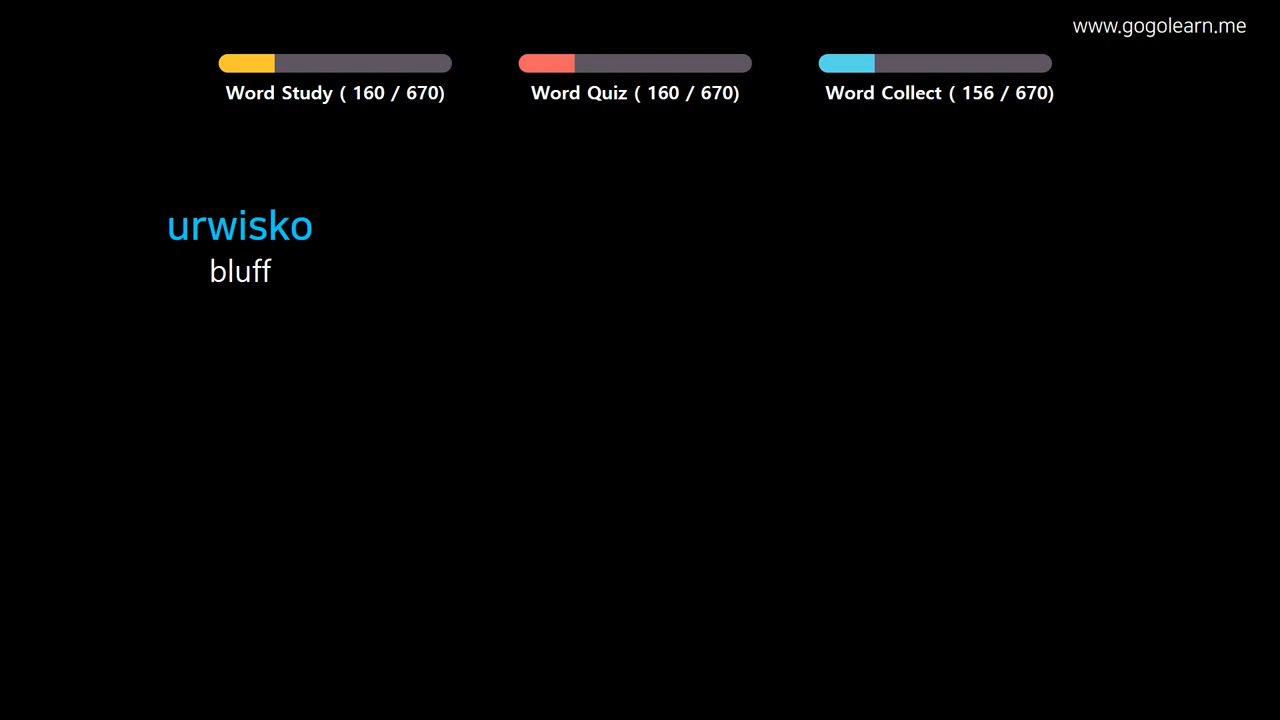 www.gogolearn.me
Word Study ( 160 / 670)
Word Quiz ( 160 / 670)
Word Collect ( 156 / 670)
urwisko
bluff